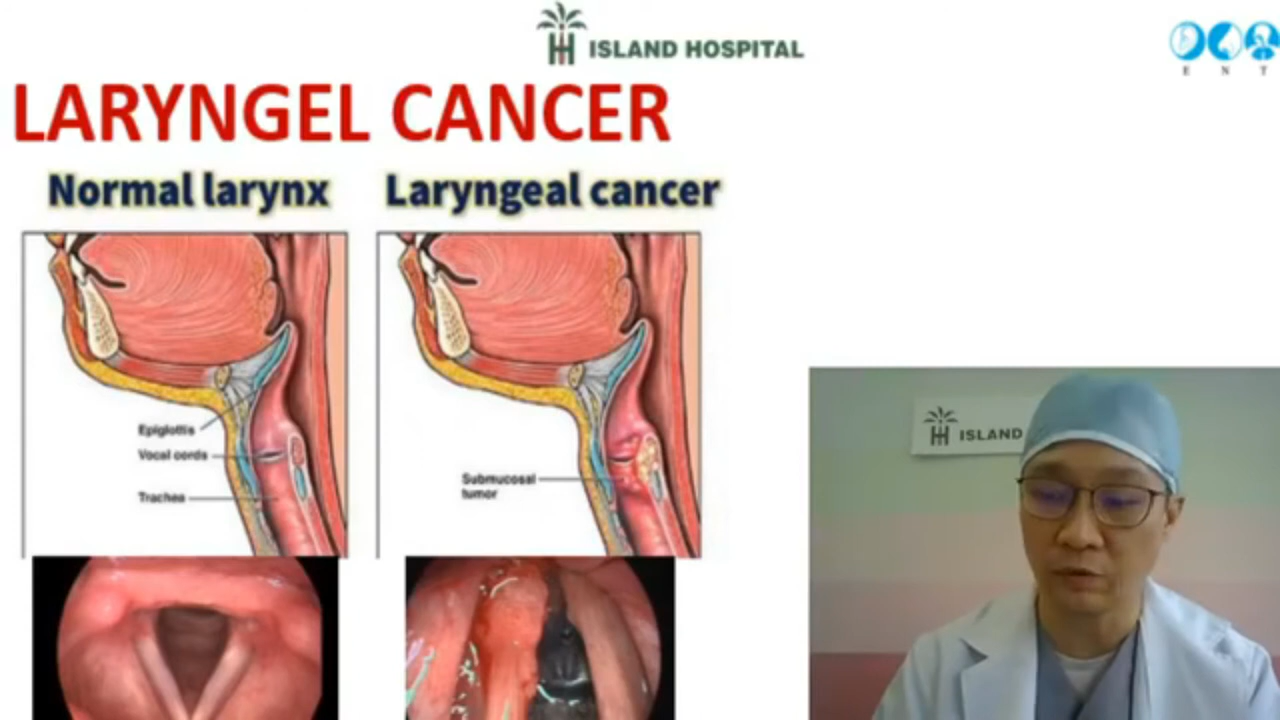 ISLAND HOSPITAL
E N T
LARYNGEL CANCER
Normal larynx
Laryngeal cancer
Epiglottis
Vocal cords
Trachea
Submucosal
tumor
ISLAND